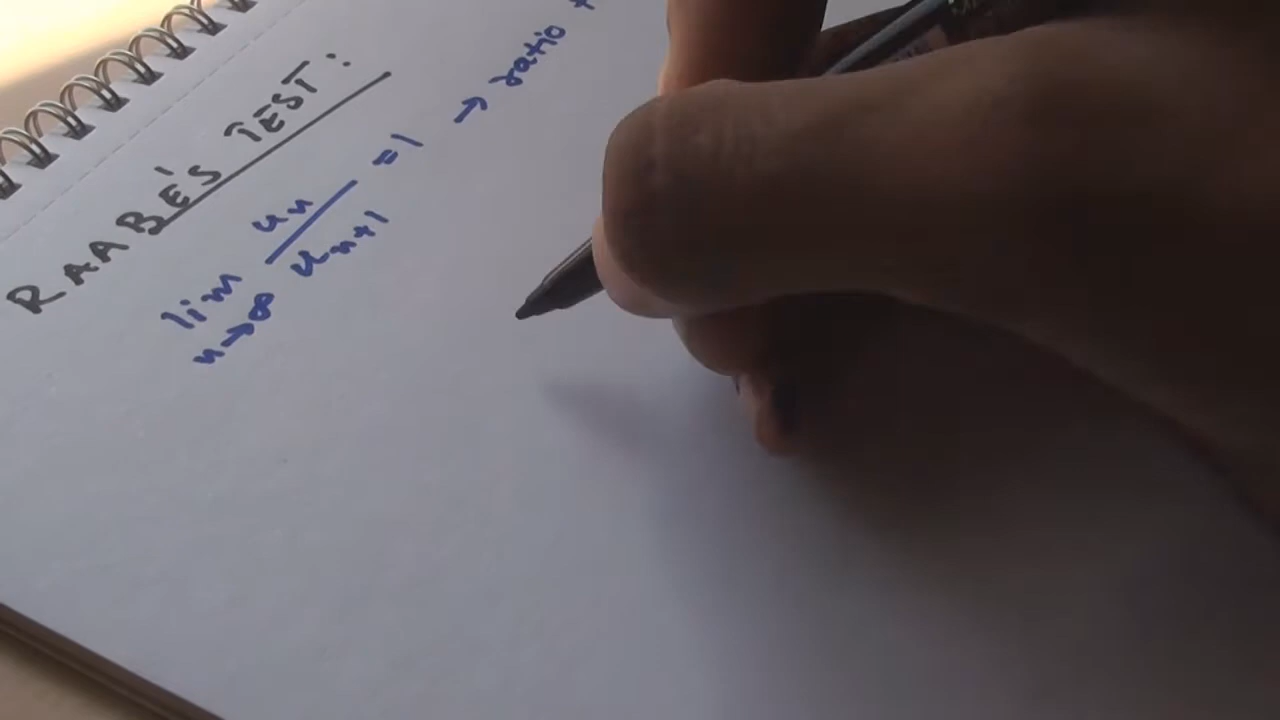 RAABE'S TEST:
lim n→∞ un/un+1 = 1 → ratio